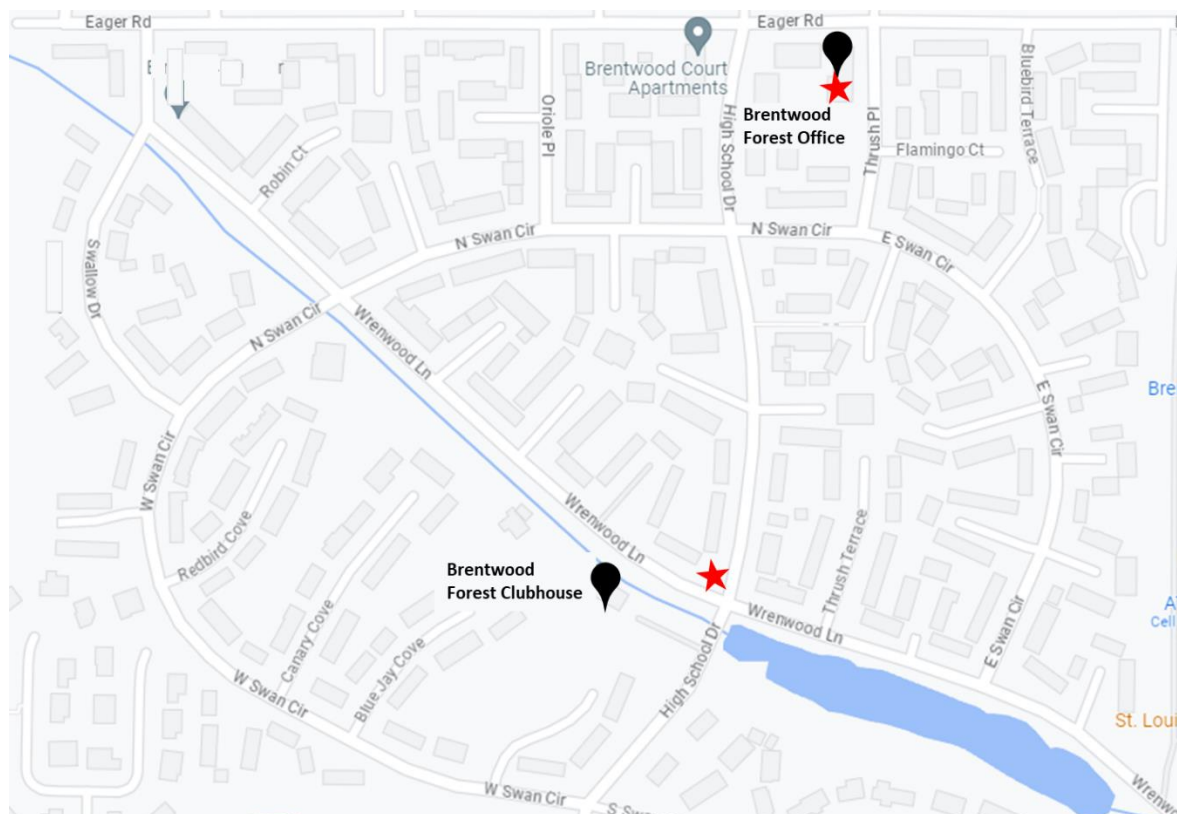 Eager Rd
Eager Rd
Brentwood Court
Apartments
Brentwood
Forest Office
Oriole Pl
High School Dr
Thrush Pl
Bluebird Terrace
Flamingo Ct
Robin Ct
N Swan Cir
N Swan Cir
E Swan Cir
Swallow Dr
N Swan Cir
Wrenwood Ln
E Swan Cir
W Swan Cir
Redbird Cove
Wrenwood Ln
Thrush Terrace
Brentwood
Forest Clubhouse
Canary Cove
Blue Jay Cove
Wrenwood Ln
E Swan Cir
High School Dr
W Swan Cir
Bre
Cell
St. Loui
W Swan Cir
S Sw
Wrenwo